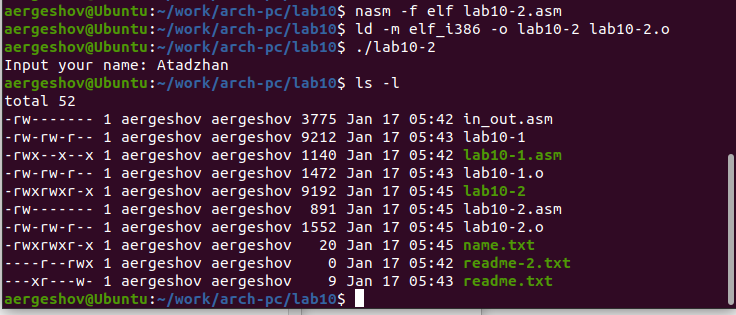 aergeshov@Ubuntu:~/work/arch-pc/lab10$ nasm -f elf lab10-2.asm
aergeshov@Ubuntu:~/work/arch-pc/lab10$ ld -m elf_i386 -o lab10-2 lab10-2.o
aergeshov@Ubuntu:~/work/arch-pc/lab10$ ./lab10-2
Input your name: Atadzhan
aergeshov@Ubuntu:~/work/arch-pc/lab10$ ls -l
total 52
-rw------- 1 aergeshov aergeshov 3775 Jan 17 05:42 in_out.asm
-rw-rw-r-- 1 aergeshov aergeshov 9212 Jan 17 05:43 lab10-1
-rwx--x--x 1 aergeshov aergeshov 1140 Jan 17 05:42 lab10-1.asm
-rw-rw-r-- 1 aergeshov aergeshov 1472 Jan 17 05:43 lab10-1.o
-rwxrwxr-x 1 aergeshov aergeshov 9192 Jan 17 05:45 lab10-2
-rw------- 1 aergeshov aergeshov  891 Jan 17 05:45 lab10-2.asm
-rw-rw-r-- 1 aergeshov aergeshov 1552 Jan 17 05:45 lab10-2.o
-rwxrwxr-x 1 aergeshov aergeshov   20 Jan 17 05:45 name.txt
----r--rwx 1 aergeshov aergeshov    0 Jan 17 05:42 readme-2.txt
---xr---w- 1 aergeshov aergeshov    9 Jan 17 05:43 readme.txt
aergeshov@Ubuntu:~/work/arch-pc/lab10$